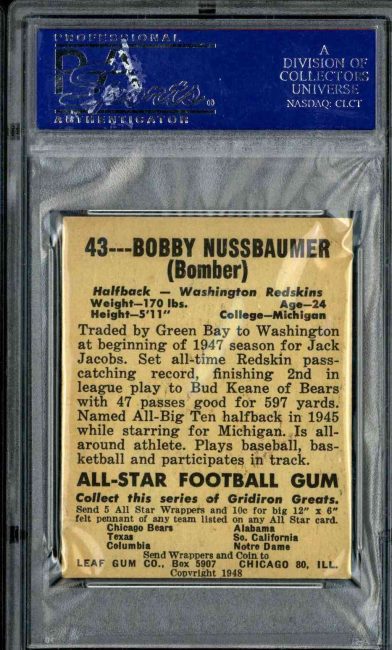 PROFESSIONAL
PSA
Sports®
AUTHENTICATOR
A
DIVISION OF
COLLECTORS
UNIVERSE
NASDAQ: CLCT
43---BOBBY NUSSBAUMER
(Bomber)
Halfback — Washington Redskins
Weight—170 lbs. Age—24
Height—5'11" College—Michigan
Traded by Green Bay to Washington
at beginning of 1947 season for Jack
Jacobs. Set all-time Redskin pass-
catching record, finishing 2nd in
league play to Bud Keane of Bears
with 47 passes good for 597 yards.
Named All-Big Ten halfback in 1945
while starring for Michigan. Is all-
around athlete. Plays baseball, bas-
ketball and participates in track.
ALL-STAR FOOTBALL GUM
Collect this series of Gridiron Greats.
Send 5 All Star Wrappers and 10c for big 12" x 6"
felt pennant of any team listed on any All Star card.
Chicago Bears Alabama
Texas So. California
Columbia Notre Dame
Send Wrappers and Coin to
LEAF GUM CO., Box 5907 CHICAGO 80, ILL.
Copyright 1948